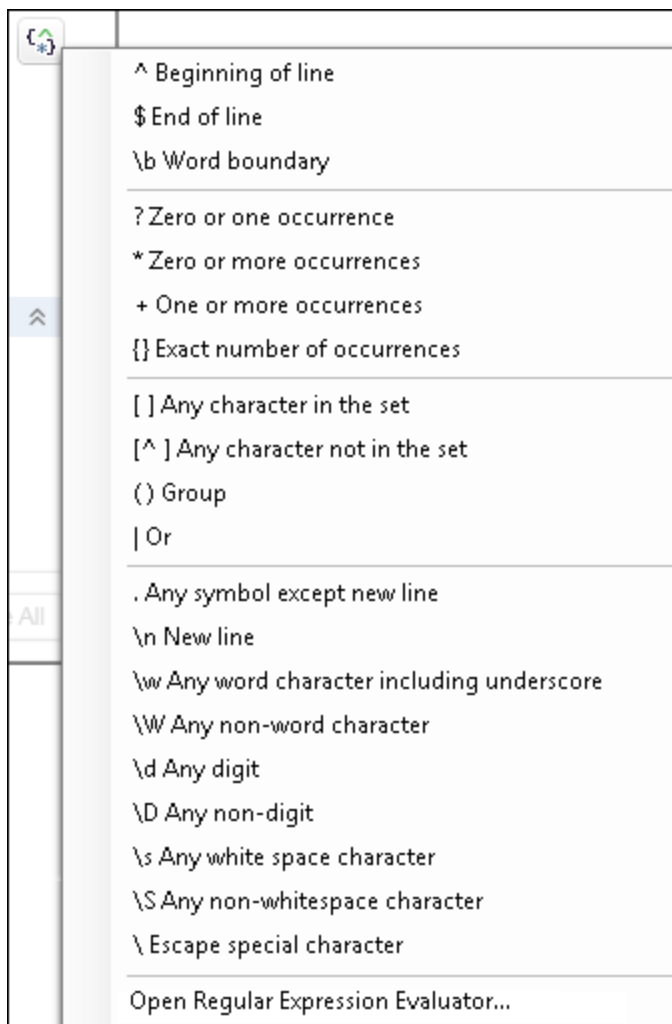 ^ Beginning of line
$ End of line
\b Word boundary
? Zero or one occurrence
* Zero or more occurrences
+ One or more occurrences
{} Exact number of occurrences
[ ] Any character in the set
[^ ] Any character not in the set
() Group
| Or
. Any symbol except new line
\n New line
All
\w Any word character including underscore
\W Any non-word character
\d Any digit
\D Any non-digit
\s Any white space character
\S Any non-whitespace character
\ Escape special character
Open Regular Expression Evaluator...